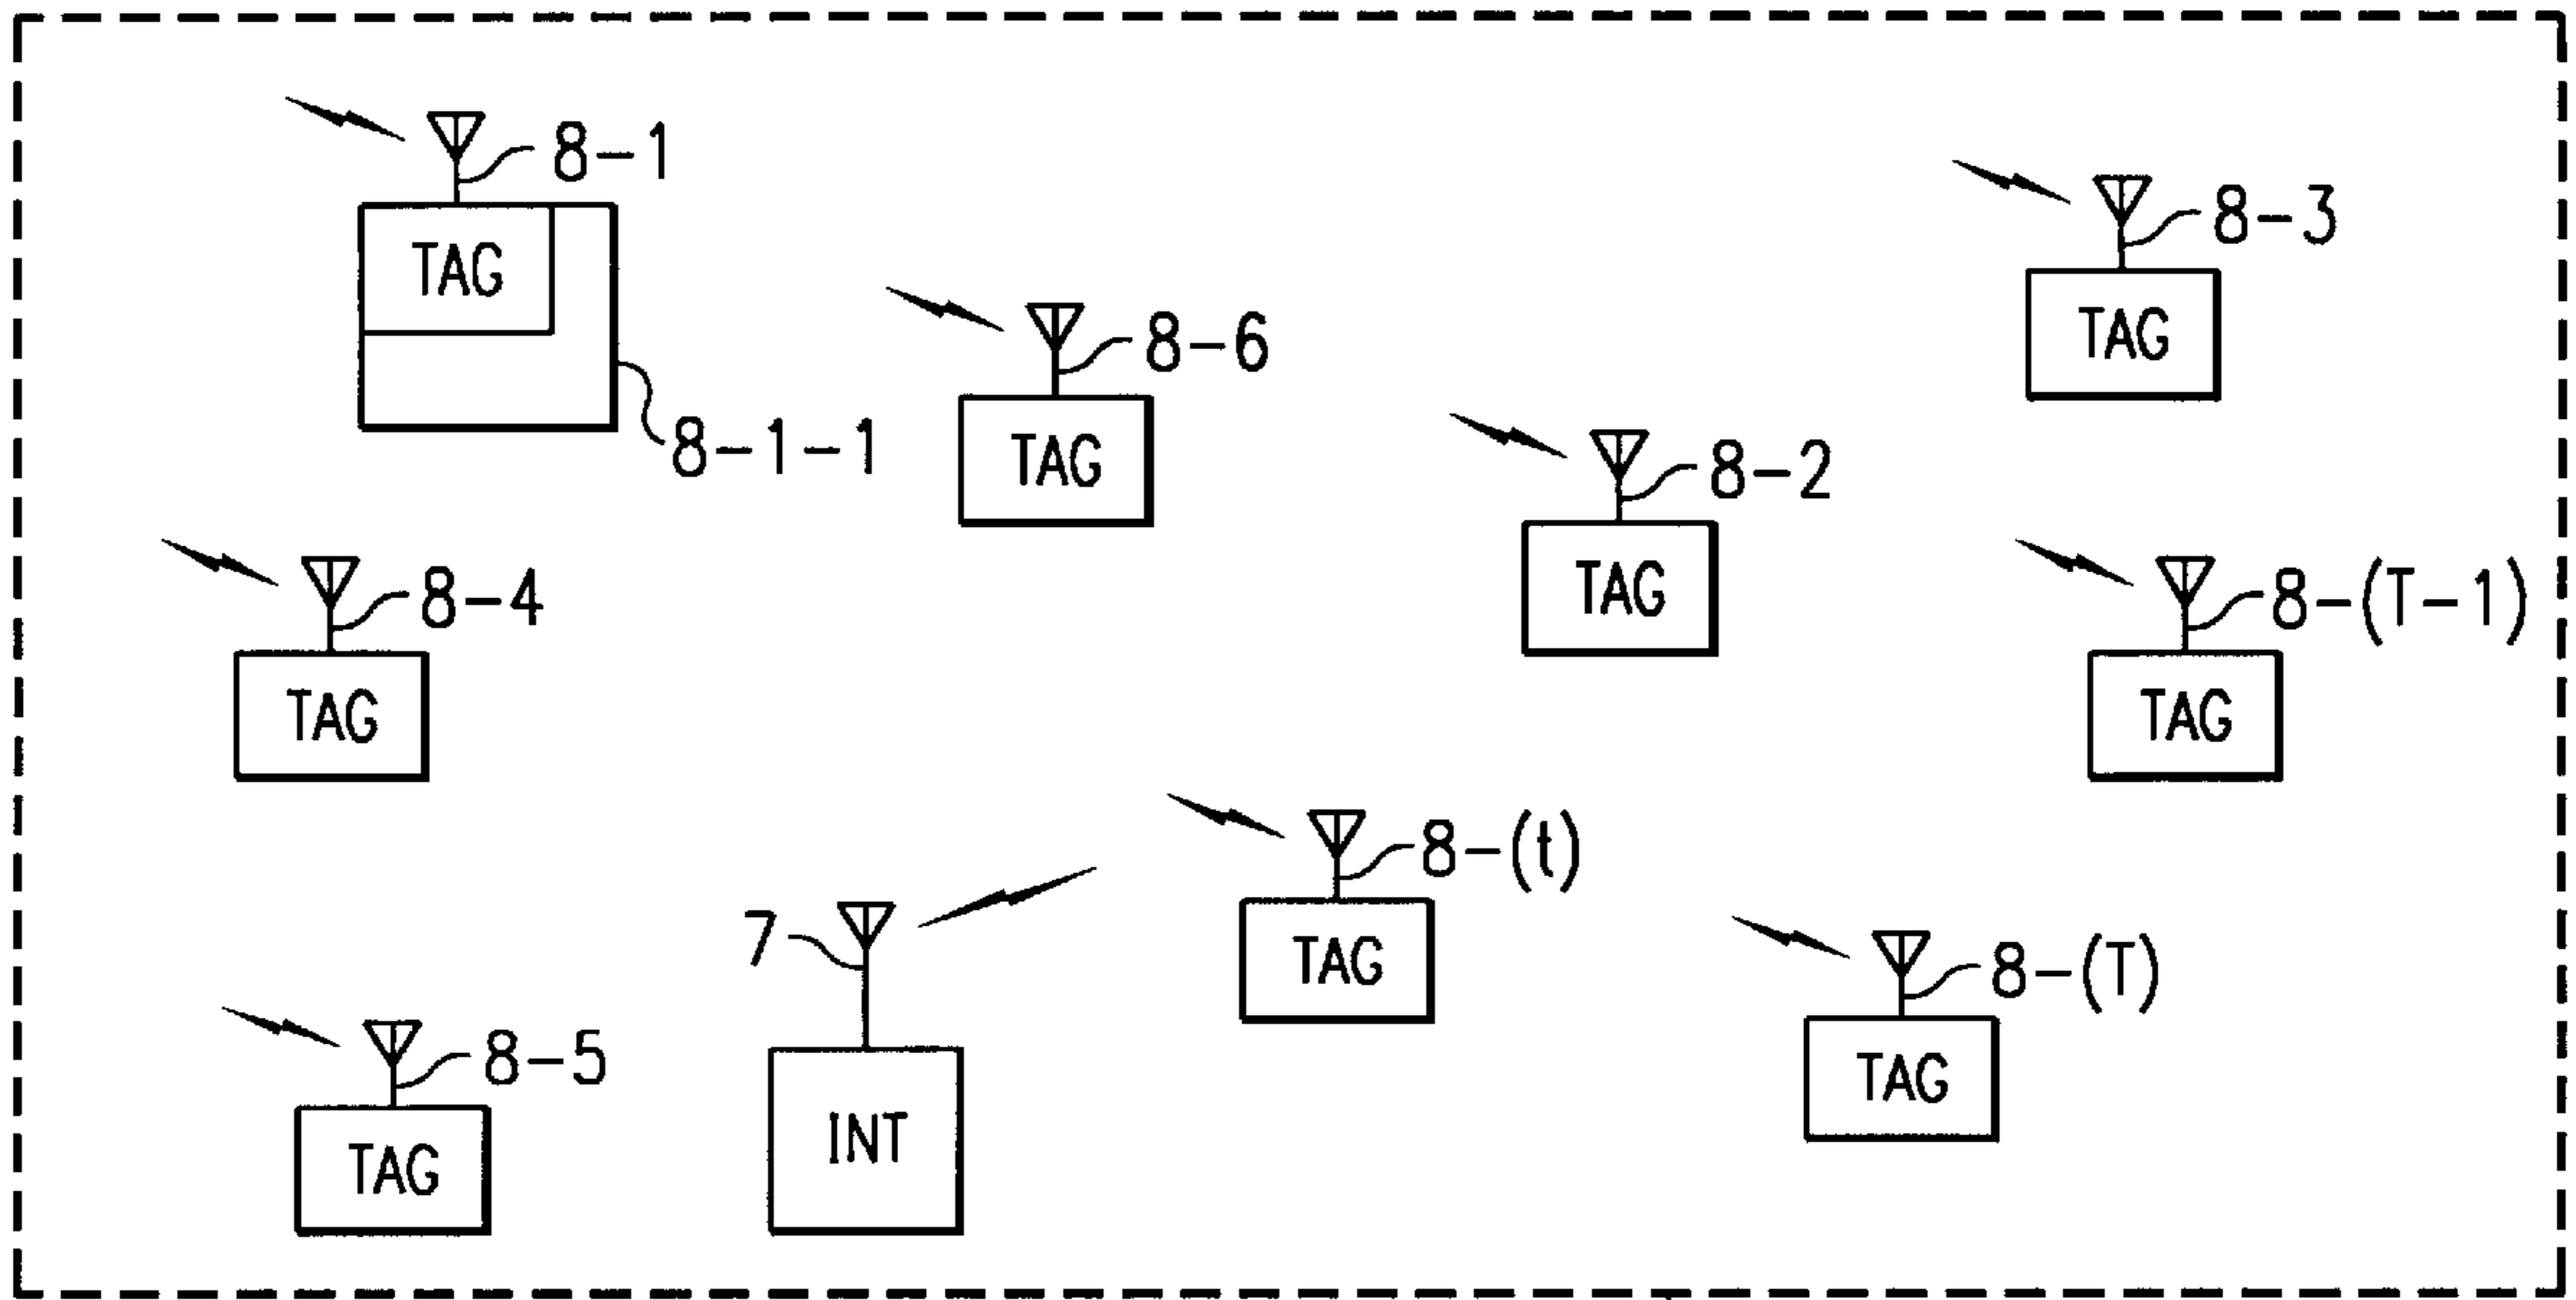 8-1
TAG
8-1-1
8-6
TAG
8-3
TAG
8-2
TAG
8-4
TAG
8-(T-1)
TAG
8-(t)
TAG
7
INT
8-(T)
TAG
8-5
TAG